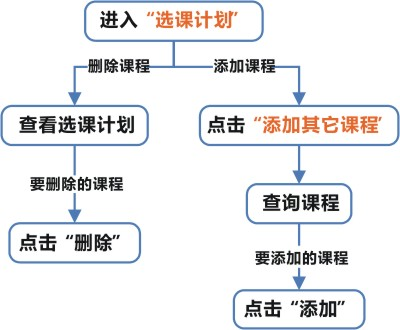 进入“选课计划”
删除课程
添加课程
查看选课计划
点击“添加其它课程”
要删除的课程
查询课程
点击“删除”
要添加的课程
点击“添加”